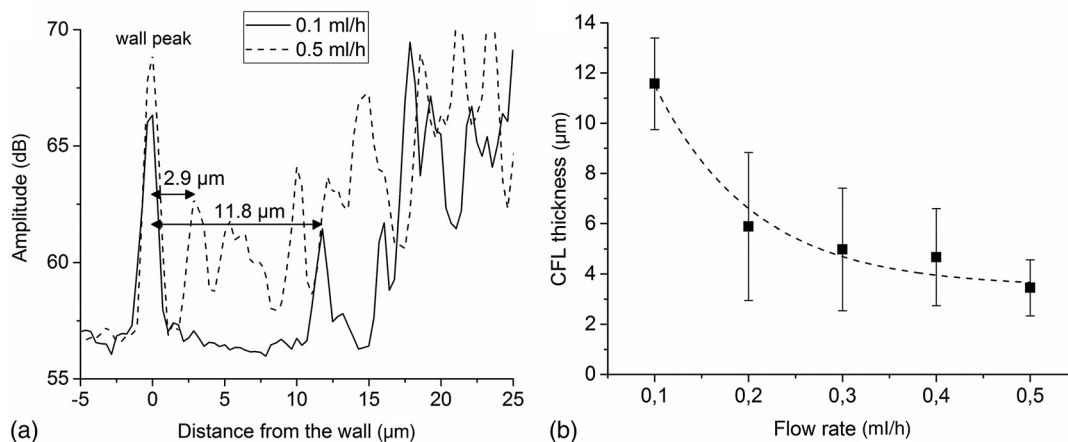 70
65
60
55
Amplitude (dB)
wall peak
0.1 ml/h
0.5 ml/h
2.9 µm
11.8 µm
-5 0 5 10 15 20 25
(a) Distance from the wall (µm)
14
12
10
8
6
4
2
0
CFL thickness (µm)
0,1 0,2 0,3 0,4 0,5
(b) Flow rate (ml/h)